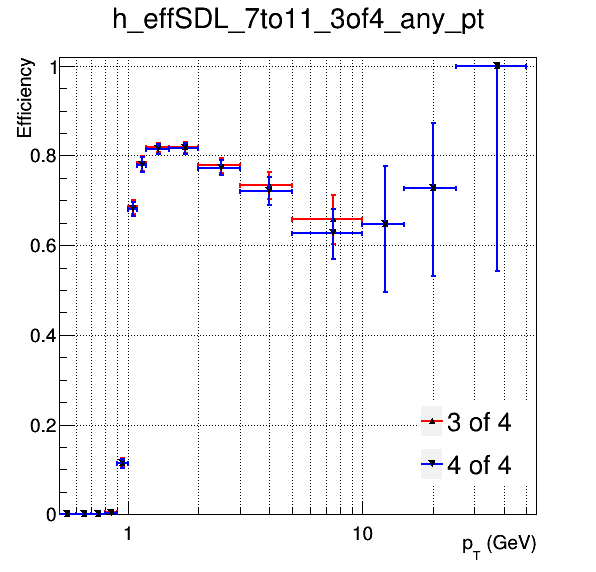 h_effSDL_7to11_3of4_any_pt
Efficiency
1
0.8
0.6
0.4
0.2
0
3 of 4
4 of 4
1
10
pT (GeV)